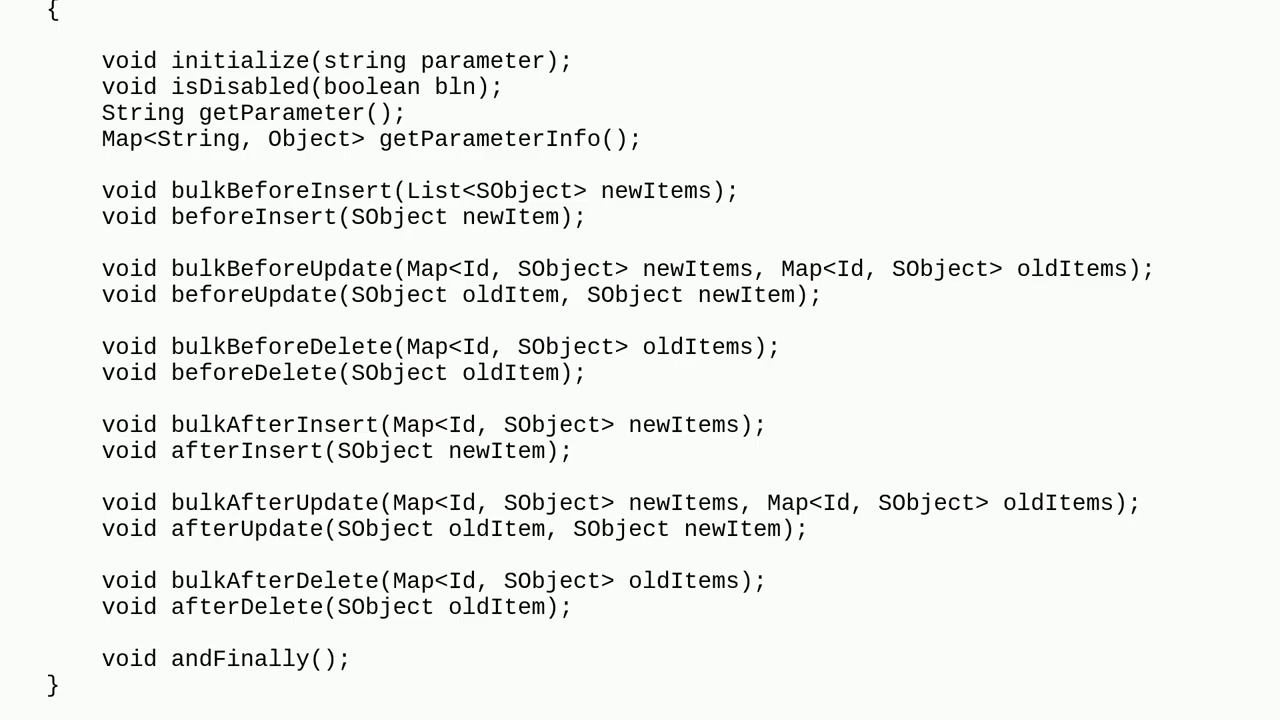 {
void initialize(string parameter);
void isDisabled(boolean bln);
String getParameter();
Map<String, Object> getParameterInfo();
void bulkBeforeInsert(List<SObject> newItems);
void beforeInsert(SObject newItem);
void bulkBeforeUpdate(Map<Id, SObject> newItems, Map<Id, SObject> oldItems);
void beforeUpdate(SObject oldItem, SObject newItem);
void bulkBeforeDelete(Map<Id, SObject> oldItems);
void beforeDelete(SObject oldItem);
void bulkAfterInsert(Map<Id, SObject> newItems);
void afterInsert(SObject newItem);
void bulkAfterUpdate(Map<Id, SObject> newItems, Map<Id, SObject> oldItems);
void afterUpdate(SObject oldItem, SObject newItem);
void bulkAfterDelete(Map<Id, SObject> oldItems);
void afterDelete(SObject oldItem);
void andFinally();
}